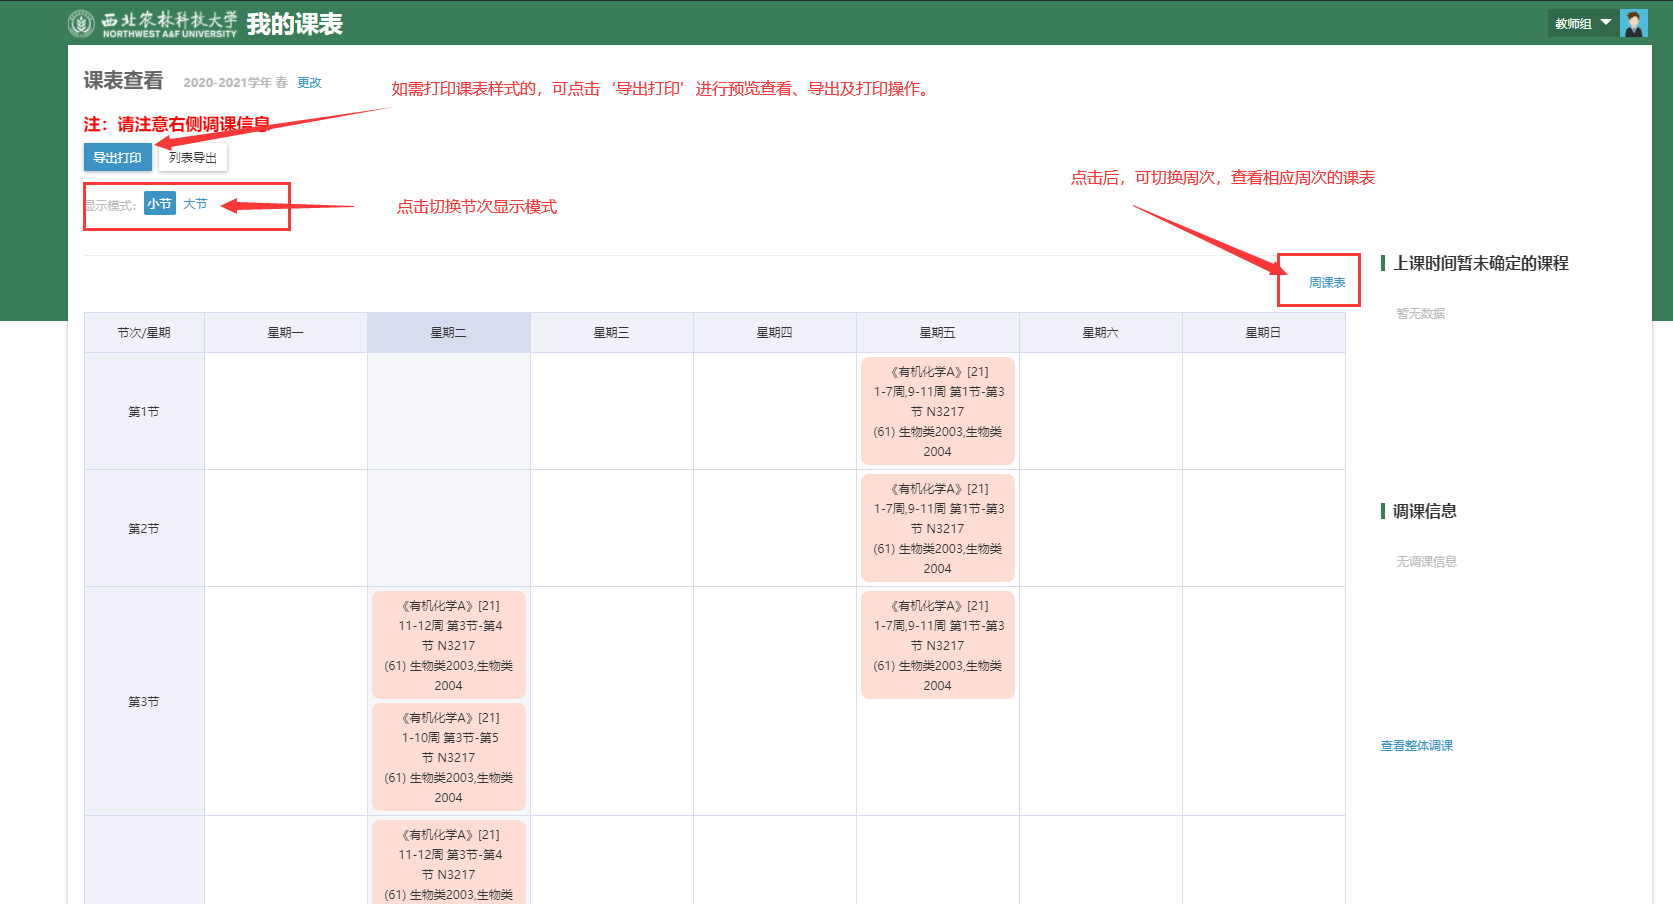 西北农林科技大学
NORTHWEST A&F UNIVERSITY
我的课表
教师组
课表查看 2020-2021学年 春 更改
如需打印课表样式的，可点击‘导出打印’进行预览查看、导出及打印操作。
注：请注意右侧调课信息
导出打印 列表导出
点击后，可切换周次，查看相应周次的课表
显示模式： 小节 大节
点击切换节次显示模式
周课表
上课时间暂未确定的课程
暂无数据
节次/星期 星期一 星期二 星期三 星期四 星期五 星期六 星期日
第1节
《有机化学A》[21]
1-7周,9-11周 第1节-第3
节 N3217
(61) 生物类2003,生物类
2004
第2节
《有机化学A》[21]
1-7周,9-11周 第1节-第3
节 N3217
(61) 生物类2003,生物类
2004
第3节
《有机化学A》[21]
11-12周 第3节-第4
节 N3217
(61) 生物类2003,生物类
2004
《有机化学A》[21]
1-10周 第3节-第5
节 N3217
(61) 生物类2003,生物类
2004
《有机化学A》[21]
1-7周,9-11周 第1节-第3
节 N3217
(61) 生物类2003,生物类
2004
《有机化学A》[21]
11-12周 第3节-第4
节 N3217
(61) 生物类2003,生物类
调课信息
无调课信息
查看整体调课